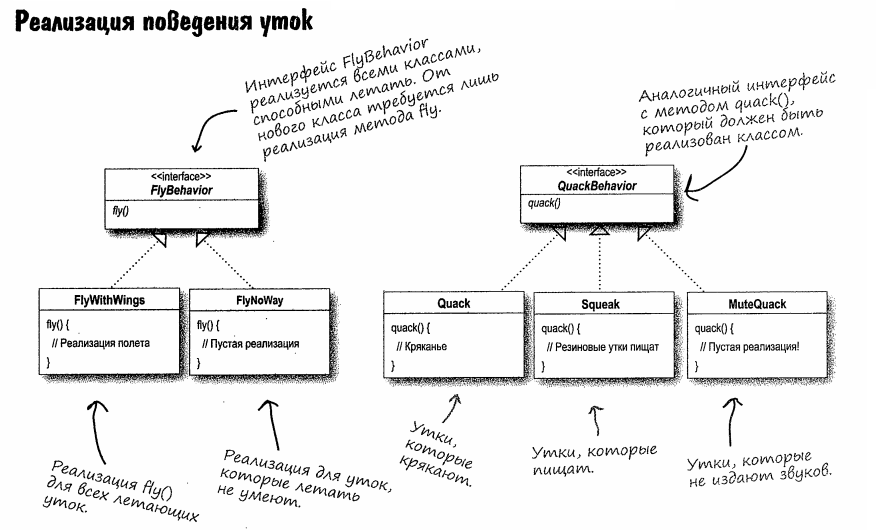 Реализация поведения уток
Интерфейс FlyBehavior
реализуется всеми классами,
способными летать. От
нового класса требуется лишь
реализация метода fly.
Аналогичный интерфейс
с методом quack(),
который должен быть
реализован классом.
<<interface>>
FlyBehavior
fly()
<<interface>>
QuackBehavior
quack()
FlyWithWings
fly() {
// Реализация полета
}
FlyNoWay
fly() {
// Пустая реализация
}
Quack
quack() {
// Кряканье
}
Squeak
quack() {
// Резиновые утки пищат
}
MuteQuack
quack() {
// Пустая реализация!
}
Реализация fly()
для всех летающих
уток.
Реализация для уток,
которые летать
не умеют.
Утки,
которые
крякают.
Утки, которые
пищат.
Утки, которые
не издают звуков.